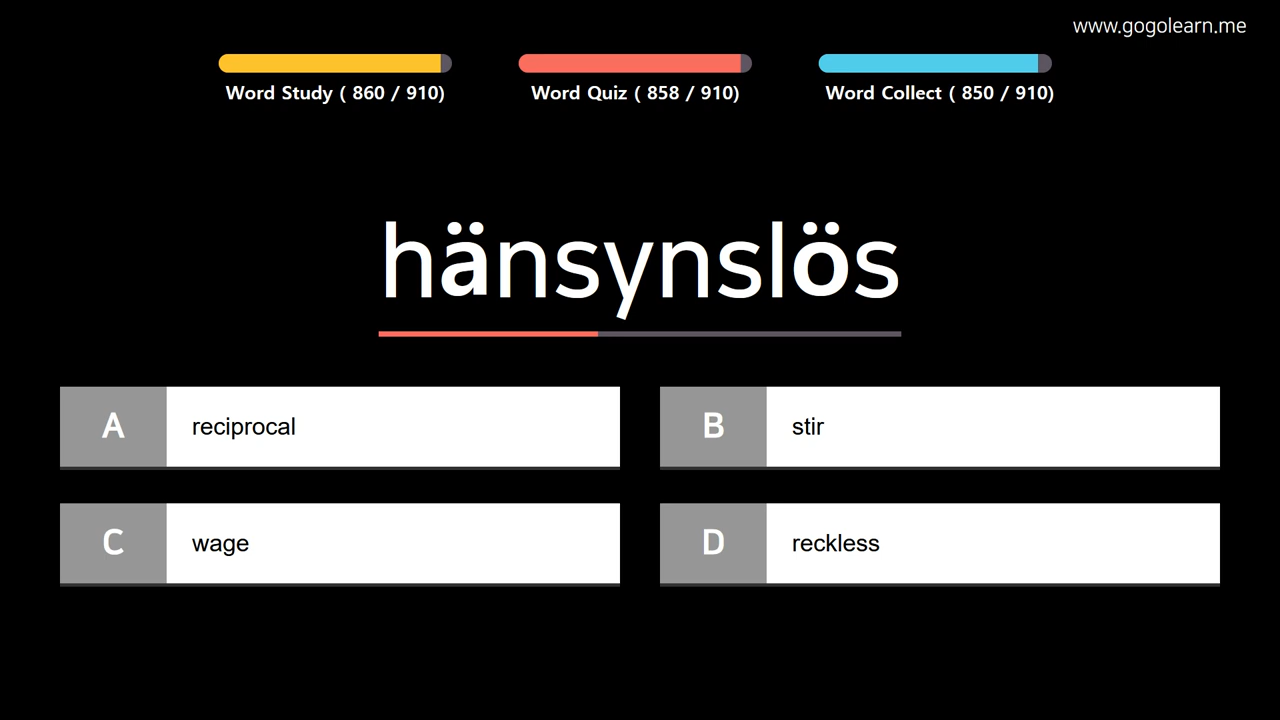 www.gogolearn.me
Word Study ( 860 / 910)
Word Quiz ( 858 / 910)
Word Collect ( 850 / 910)
hänsynslös
A reciprocal
B stir
C wage
D reckless